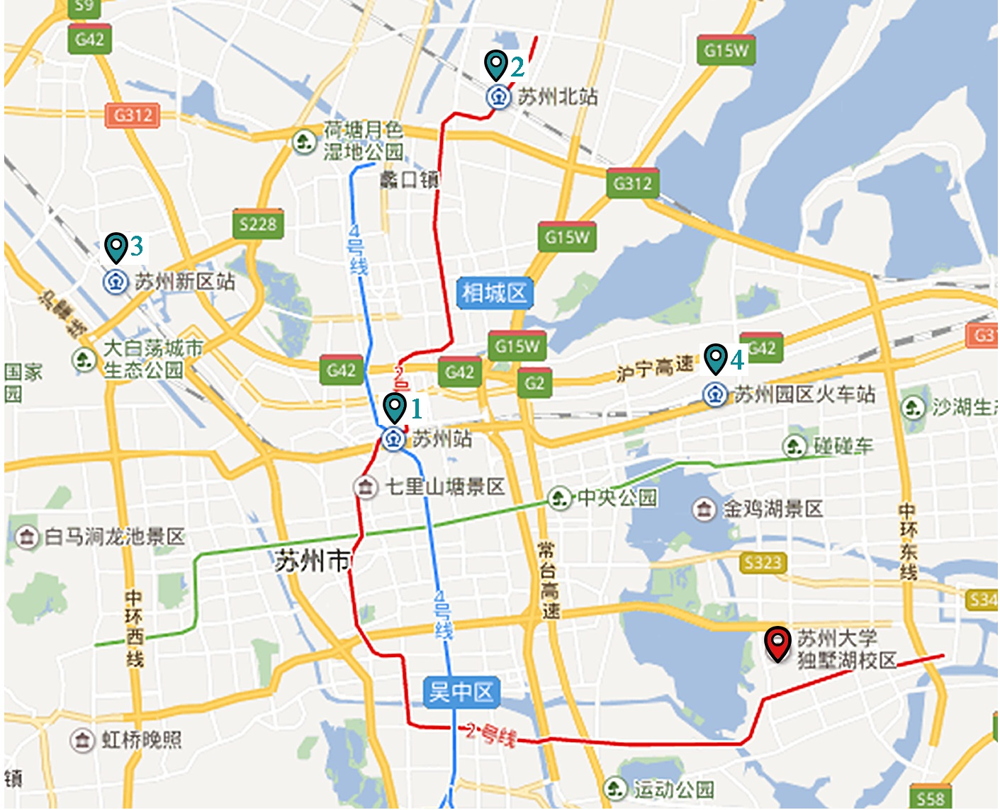 S9
G42
G15W
2
苏州北站
G312
荷塘月色
湿地公园
蠡口镇
G312
S228
G15W
3
苏州新区站
4号线
相城区
沪霍线
大白荡城市
生态公园
国家
园
G42
2号
G42
G15W
G2
沪宁高速
G42
4
G31
苏州园区火车站
沙湖生态
1
苏州站
碰碰车
七里山塘景区
中央公园
金鸡湖景区
白马涧龙池景区
苏州市
常台高速
S323
中环东线
S34
中环西线
4号线
苏州大学
独墅湖校区
吴中区
2号线
虹桥晚照
镇
运动公园
S58